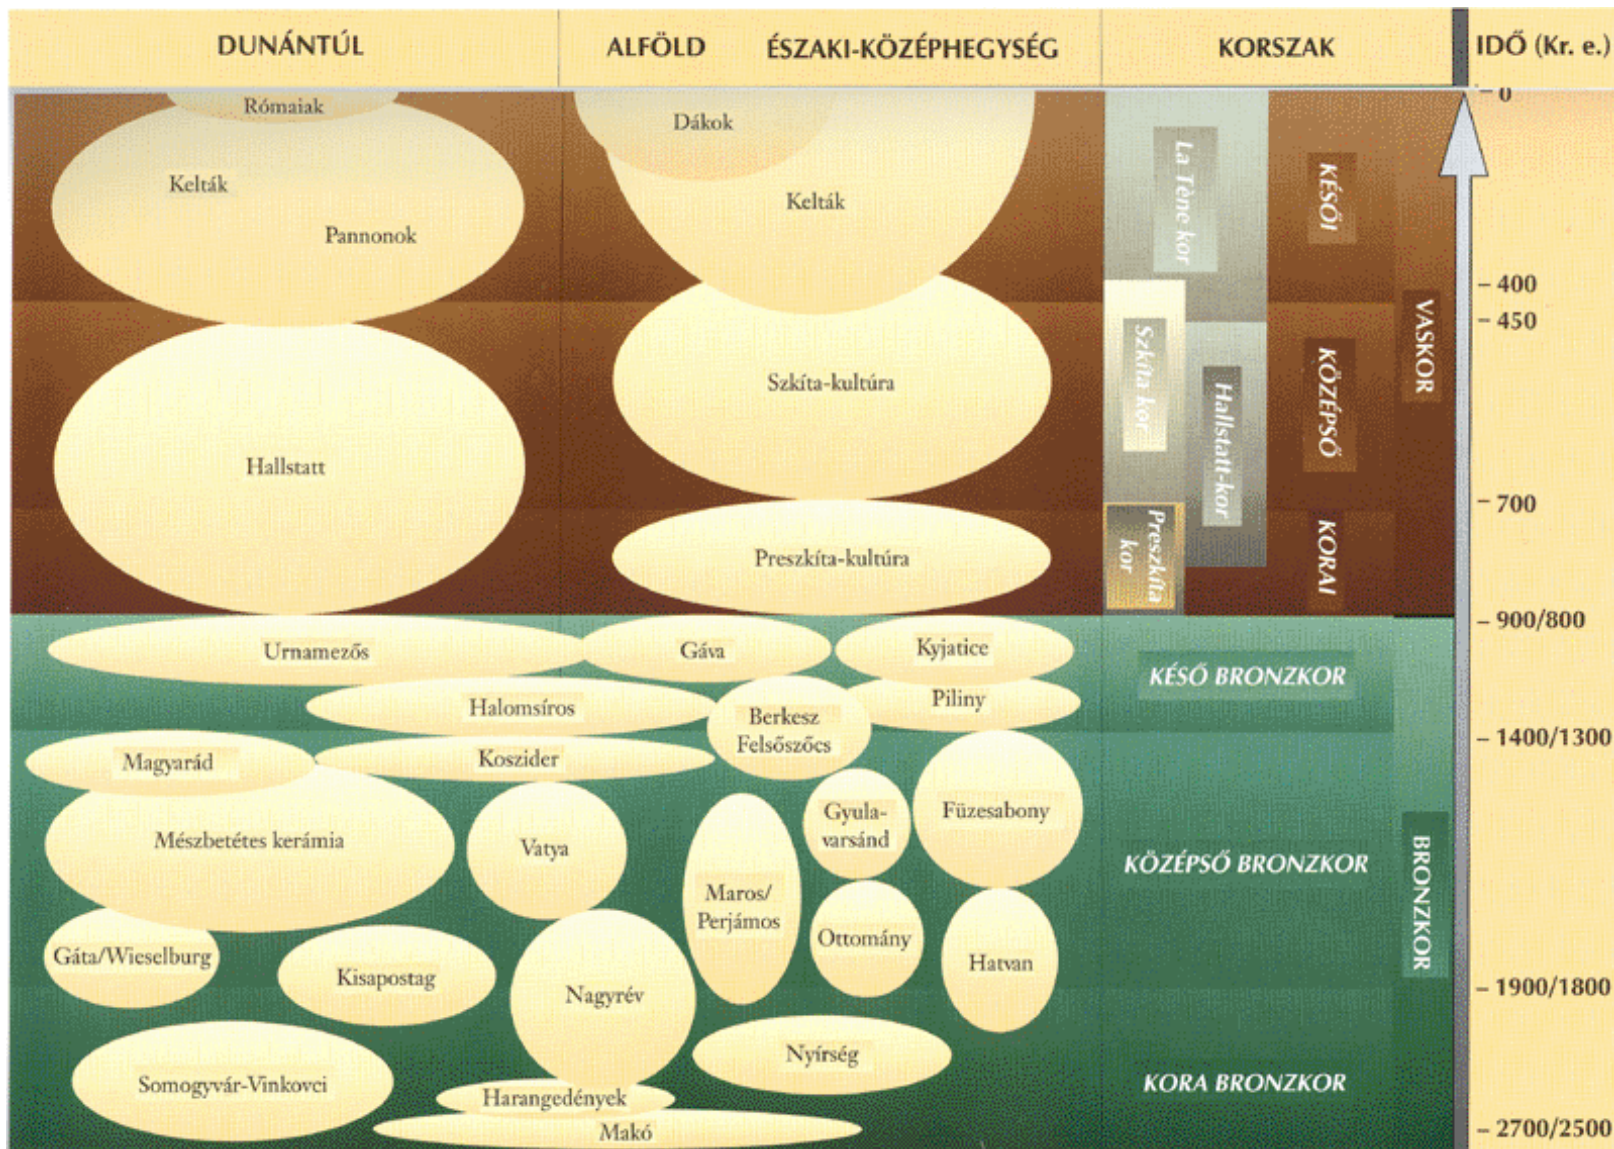 DUNÁNTÚL
ALFÖLD
ÉSZAKI-KÖZÉPHEGYSÉG
KORSZAK
IDŐ (Kr. e.)
Rómaiak
Kelták
Pannonok
Dákok
Kelták
La Tène kor
KÉSŐI
0
400
450
Hallstatt
Szkíta-kultúra
Szkíta kor
Hallstatt-kor
KÖZÉPSŐ
VASKOR
700
Preszkíta-kultúra
Preszkíta
kor
KORAI
900/800
Urnamezős
Gáva
Kyjatice
KÉSŐ BRONZKOR
Halomsíros
Berkesz
Felsőszőcs
Piliny
1400/1300
Magyarád
Koszider
Mészbetétes kerámia
Vatya
Gyula-
varsánd
Füzesabony
Maros/
Perjámos
KÖZÉPSŐ BRONZKOR
BRONZKOR
Gáta/Wieselburg
Kisapostag
Nagyrév
Ottomány
Hatvan
1900/1800
Somogyvár-Vinkovci
Harangedények
Nyírség
Makó
KORA BRONZKOR
2700/2500